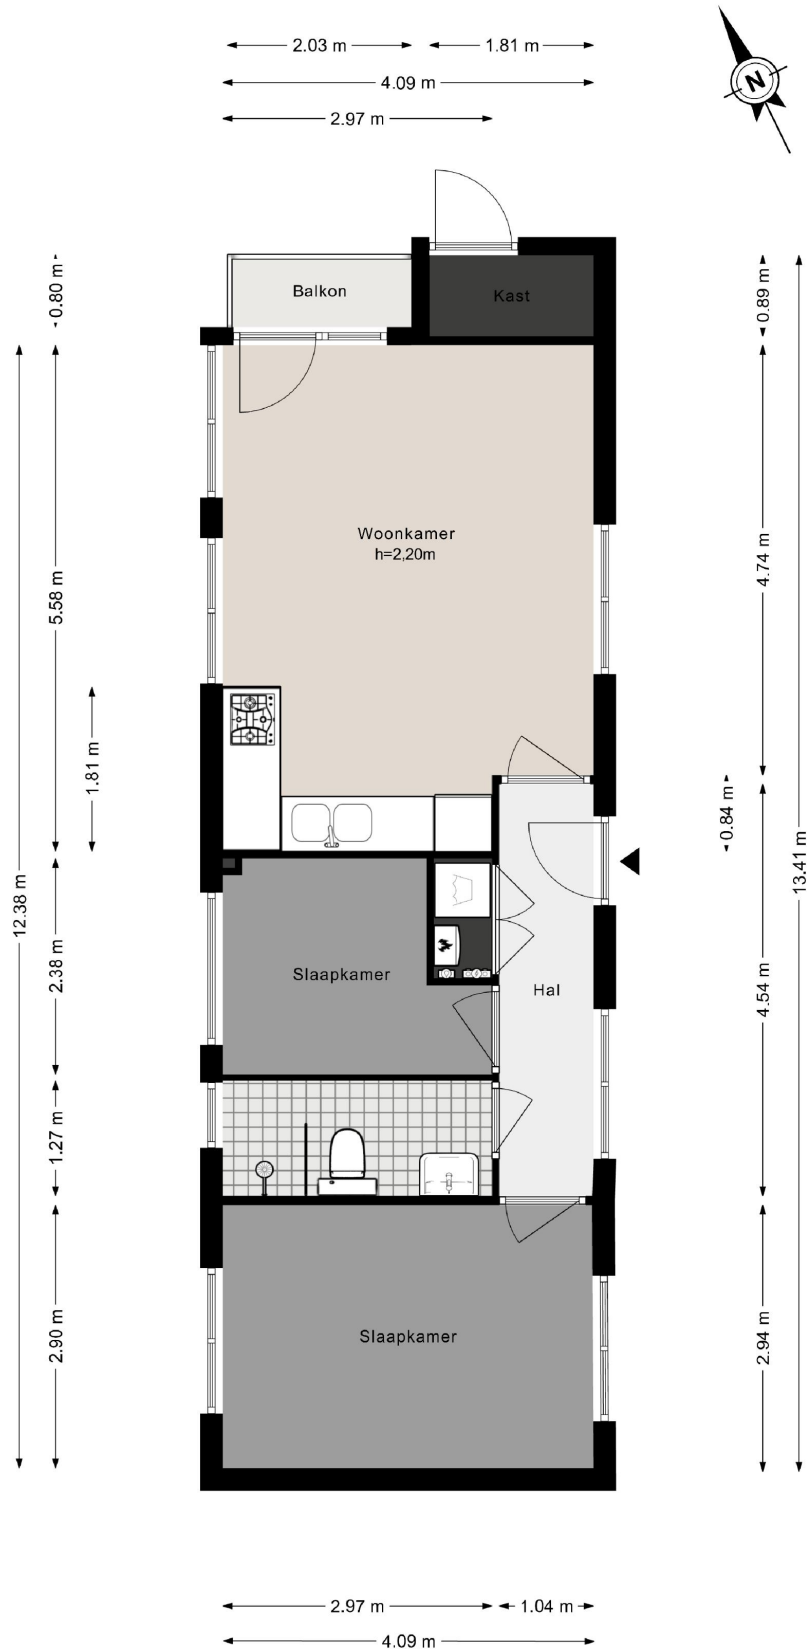 2.03 m
1.81 m
4.09 m
2.97 m
N
0.80 m
Balkon
Kast
0.89 m
Woonkamer
h=2,20m
4.74 m
5.58 m
1.81 m
0.84 m
12.38 m
13.41 m
2.38 m
Slaapkamer
Hal
4.54 m
1.27 m
2.90 m
Slaapkamer
2.94 m
2.97 m
1.04 m
4.09 m